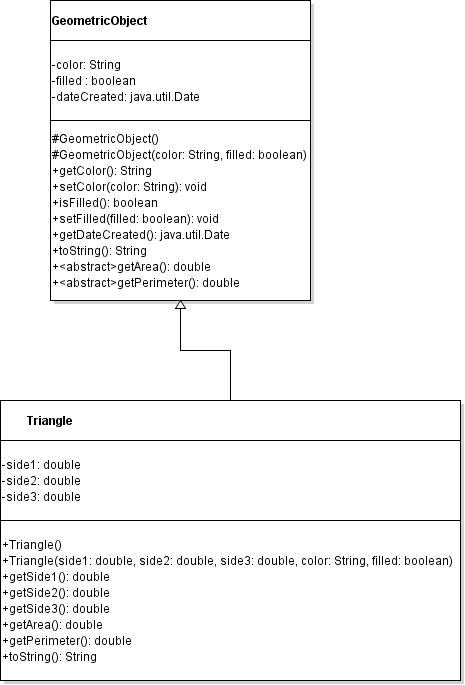 GeometricObject
-color: String
-filled : boolean
-dateCreated: java.util.Date
#GeometricObject()
#GeometricObject(color: String, filled: boolean)
+getColor(): String
+setColor(color: String): void
+isFilled(): boolean
+setFilled(filled: boolean): void
+getDateCreated(): java.util.Date
+toString(): String
+<abstract>getArea(): double
+<abstract>getPerimeter(): double
Triangle
-side1: double
-side2: double
-side3: double
+Triangle()
+Triangle(side1: double, side2: double, side3: double, color: String, filled: boolean)
+getSide1(): double
+getSide2(): double
+getSide3(): double
+getArea(): double
+getPerimeter(): double
+toString(): String